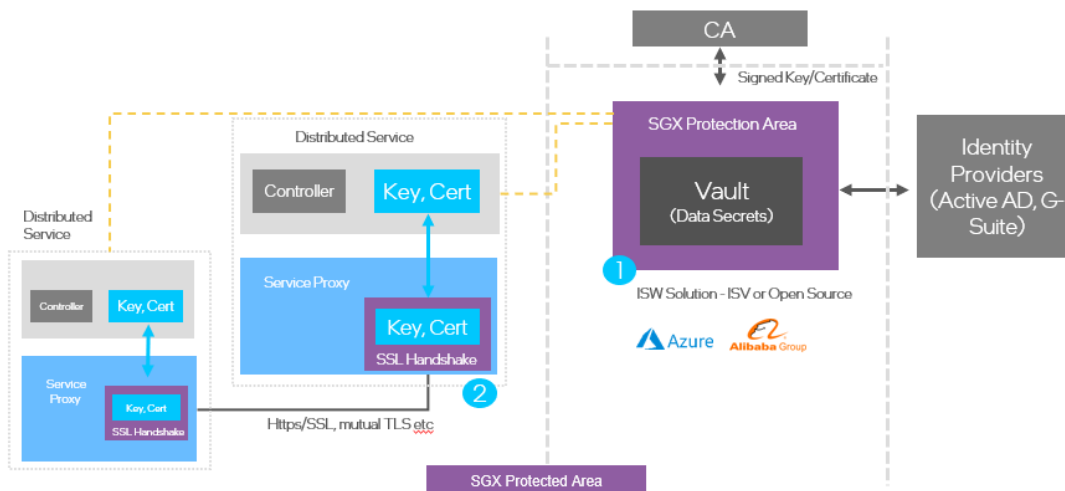 CA
Signed Key/Certificate
SGX Protection Area
Vault
(Data Secrets)
1
ISW Solution - ISV or Open Source
Azure
Alibaba Group
Identity
Providers
(Active AD, G-
Suite)
Distributed Service
Controller
Key, Cert
Service Proxy
Key, Cert
SSL Handshake
2
Distributed
Service
Controller
Key, Cert
Service
Proxy
Key, Cert
SSL Handshake
Https/SSL, mutual TLS etc
SGX Protected Area